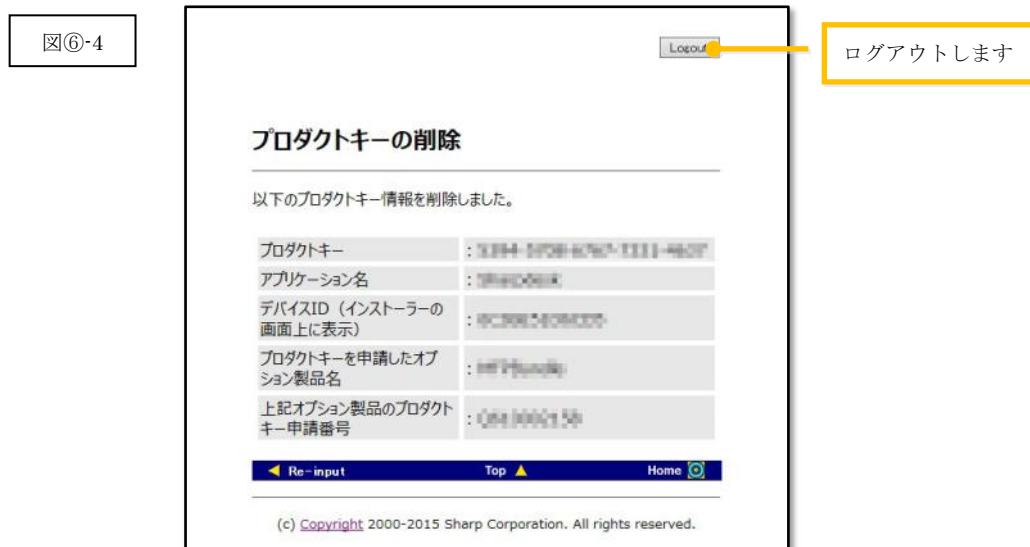 図⑥-4
Logout
ログアウトします
プロダクトキーの削除
以下のプロダクトキー情報を削除しました。
プロダクトキー :
アプリケーション名 :
デバイスID（インストーラーの
画面上に表示） :
プロダクトキーを申請したオプ
ション製品名 :
上記オプション製品のプロダクト
キー申請番号 :
Re-input Top Home
(c) Copyright 2000-2015 Sharp Corporation. All rights reserved.